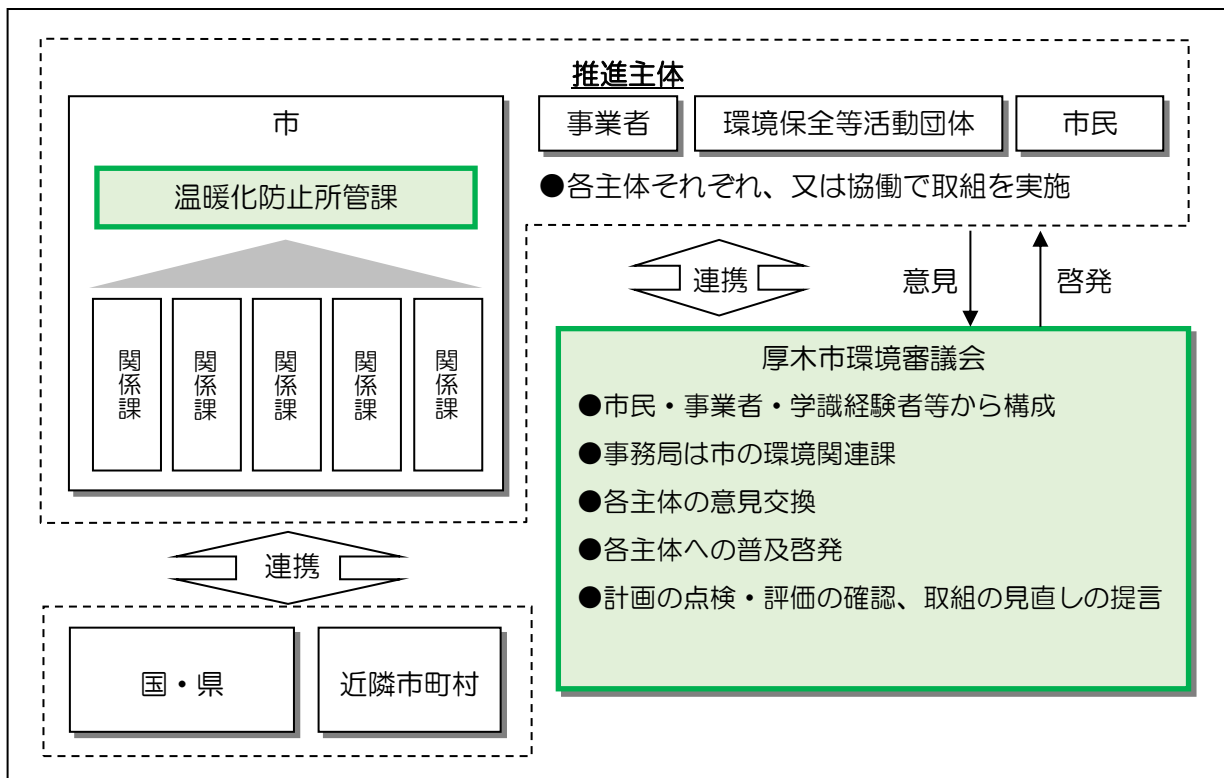 推進主体
市
温暖化防止所管課
関係課
関係課
関係課
関係課
関係課
事業者
環境保全等活動団体
市民
●各主体それぞれ、又は協働で取組を実施
連携
意見
啓発
厚木市環境審議会
●市民・事業者・学識経験者等から構成
●事務局は市の環境関連課
●各主体の意見交換
●各主体への普及啓発
●計画の点検・評価の確認、取組の見直しの提言
連携
国・県
近隣市町村